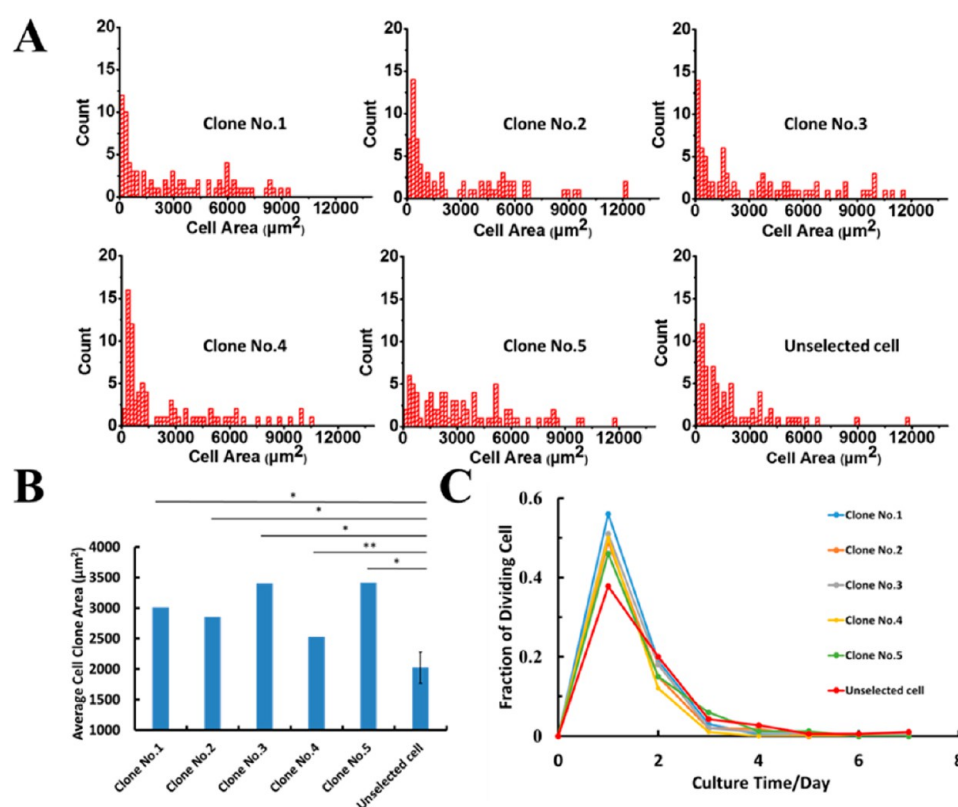 A
20
15
10
5
0
Count
Clone No.1
0 3000 6000 9000 12000
Cell Area (µm²)
20
15
10
5
0
Count
Clone No.2
0 3000 6000 9000 12000
Cell Area (µm²)
20
15
10
5
0
Count
Clone No.3
0 3000 6000 9000 12000
Cell Area (µm²)
20
15
10
5
0
Count
Clone No.4
0 3000 6000 9000 12000
Cell Area (µm²)
20
15
10
5
0
Count
Clone No.5
0 3000 6000 9000 12000
Cell Area (µm²)
20
15
10
5
0
Count
Unselected cell
0 3000 6000 9000 12000
Cell Area (µm²)
B
*
*
*
**
*
Average Cell Clone Area (µm²)
4000
3500
3000
2500
2000
1500
1000
Clone No.1
Clone No.2
Clone No.3
Clone No.4
Clone No.5
Unselected cell
C
Fraction of Dividing Cell
0.6
0.4
0.2
0
0 2 4 6 8
Culture Time/Day
Clone No.1
Clone No.2
Clone No.3
Clone No.4
Clone No.5
Unselected cell